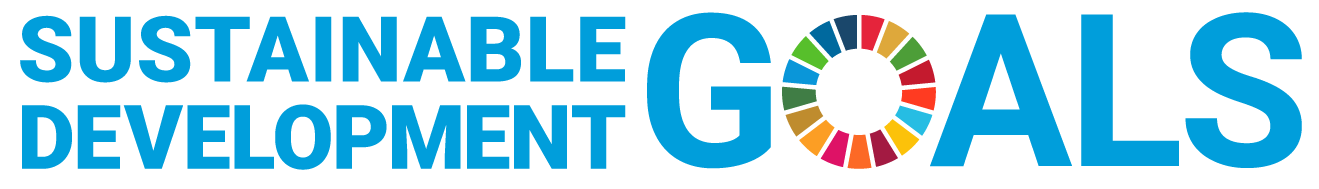 SUSTAINABLE
DEVELOPMENT
GOALS